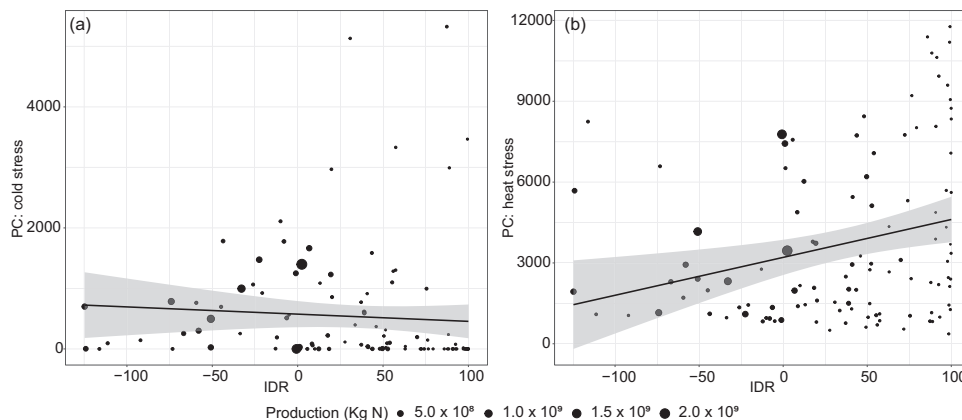 (a)
PC: cold stress
4000
2000
0
−100
−50
0
50
100
IDR
(b)
PC: heat stress
12000
9000
6000
3000
0
−100
−50
0
50
100
IDR
Production (Kg N) 5.0 x 10⁸ 1.0 x 10⁹ 1.5 x 10⁹ 2.0 x 10⁹